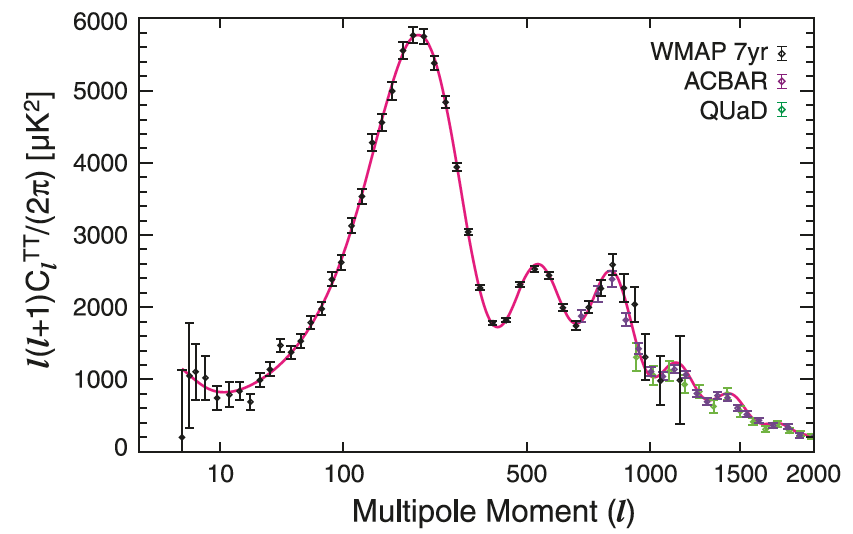 6000
5000
4000
3000
2000
1000
0
l(l+1)C_l^TT/(2π) [μK²]
WMAP 7yr
ACBAR
QUaD
10 100 500 1000 1500 2000
Multipole Moment (l)